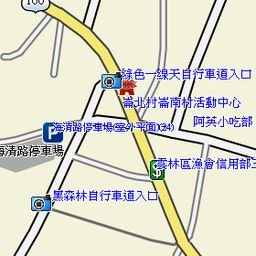 100
綠色一線天自行車道入口
崙北村崙南村活動中心
阿英小吃部
海清路停車場(室外平面)(24)
海清路停車場
雲林區漁會信用部三
黑森林自行車道入口